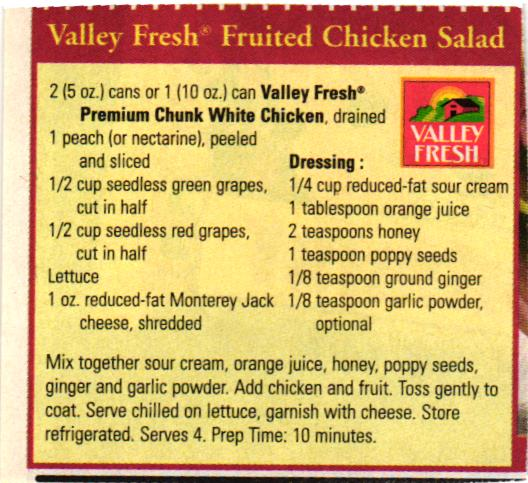 Valley Fresh® Fruited Chicken Salad
2 (5 oz.) cans or 1 (10 oz.) can Valley Fresh®
Premium Chunk White Chicken, drained
1 peach (or nectarine), peeled
and sliced
1/2 cup seedless green grapes,
cut in half
1/2 cup seedless red grapes,
cut in half
Lettuce
1 oz. reduced-fat Monterey Jack
cheese, shredded
VALLEY
FRESH
Dressing :
1/4 cup reduced-fat sour cream
1 tablespoon orange juice
2 teaspoons honey
1 teaspoon poppy seeds
1/8 teaspoon ground ginger
1/8 teaspoon garlic powder,
optional
Mix together sour cream, orange juice, honey, poppy seeds,
ginger and garlic powder. Add chicken and fruit. Toss gently to
coat. Serve chilled on lettuce, garnish with cheese. Store
refrigerated. Serves 4. Prep Time: 10 minutes.